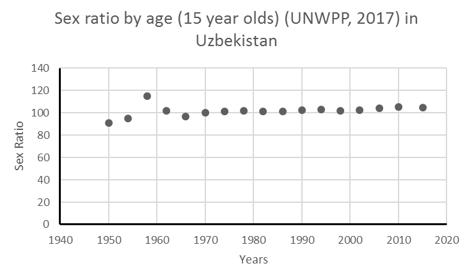 Sex ratio by age (15 year olds) (UNWPP, 2017) in
Uzbekistan
140
120
100
80
60
40
20
0
Sex Ratio
1940 1950 1960 1970 1980 1990 2000 2010 2020
Years